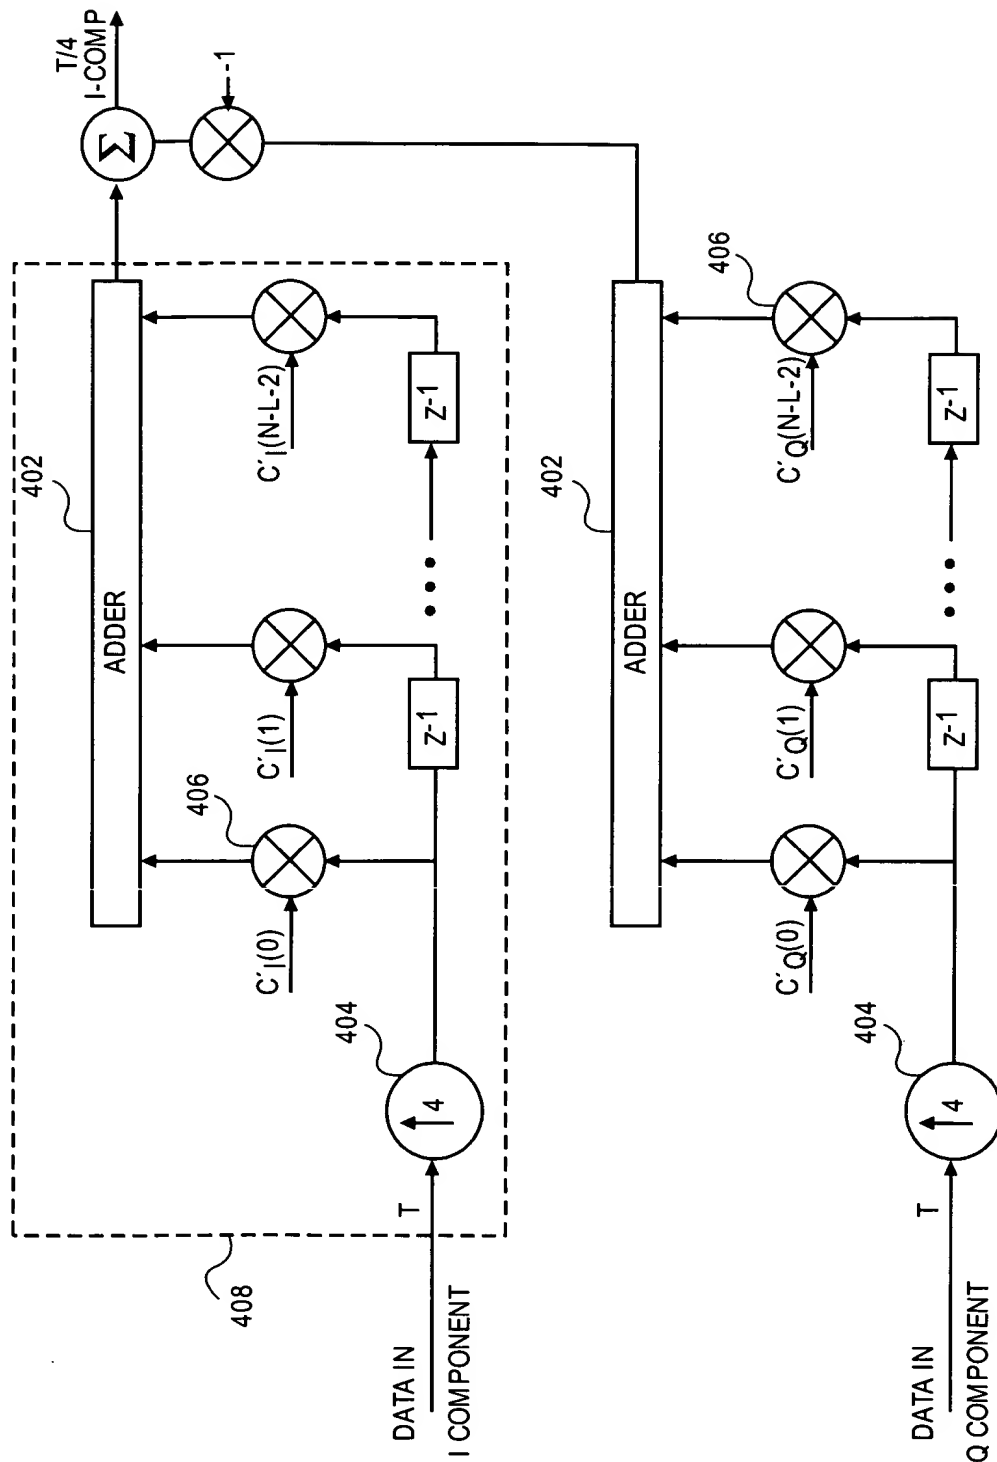 T/4
I-COMP
Σ
-1
402
ADDER
C'I(0)
406
C'I(1)
C'I(N-L-2)
404
4
Z-1
Z-1
T
408
DATA IN
I COMPONENT
402
ADDER
C'Q(0)
C'Q(1)
C'Q(N-L-2)
406
404
4
Z-1
Z-1
T
DATA IN
Q COMPONENT